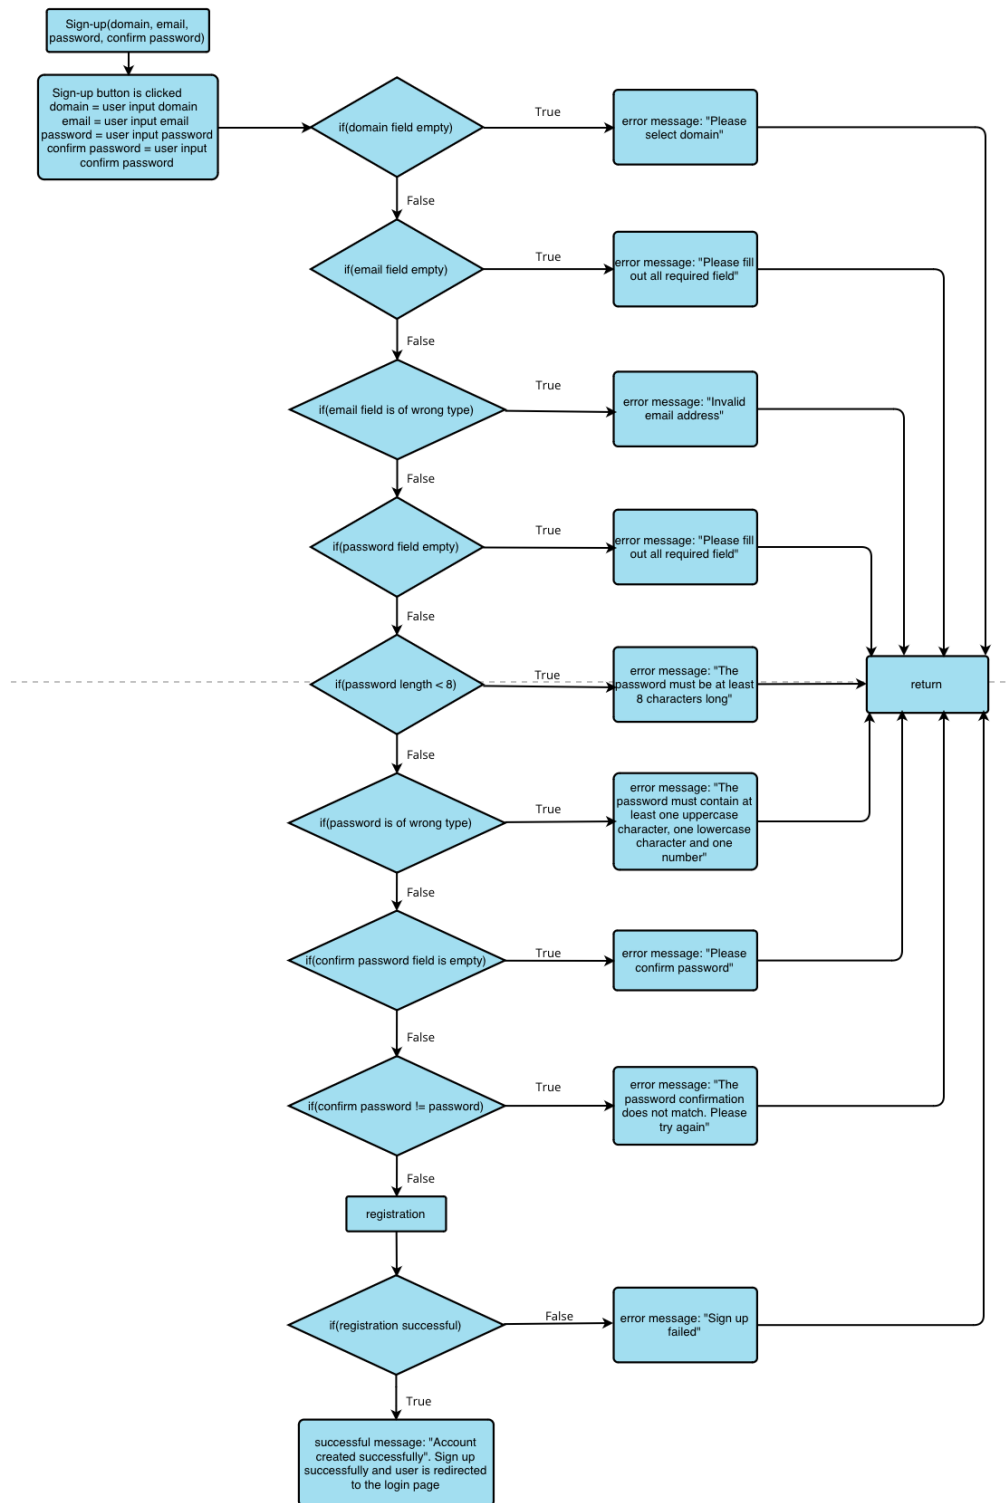 Sign-up(domain, email,
password, confirm password)
Sign-up button is clicked
domain = user input domain
email = user input email
password = user input password
confirm password = user input
confirm password
if(domain field empty)
True
error message: "Please
select domain"
False
if(email field empty)
True
error message: "Please fill
out all required field"
False
if(email field is of wrong type)
True
error message: "Invalid
email address"
False
if(password field empty)
True
error message: "Please fill
out all required field"
False
if(password length < 8)
True
error message: "The
password must be at least
8 characters long"
return
False
if(password is of wrong type)
True
error message: "The
password must contain at
least one uppercase
character, one lowercase
character and one
number"
False
if(confirm password field is empty)
True
error message: "Please
confirm password"
False
if(confirm password != password)
True
error message: "The
password confirmation
does not match. Please
try again"
False
registration
if(registration successful)
False
error message: "Sign up
failed"
True
successful message: "Account
created successfully". Sign up
successfully and user is redirected
to the login page